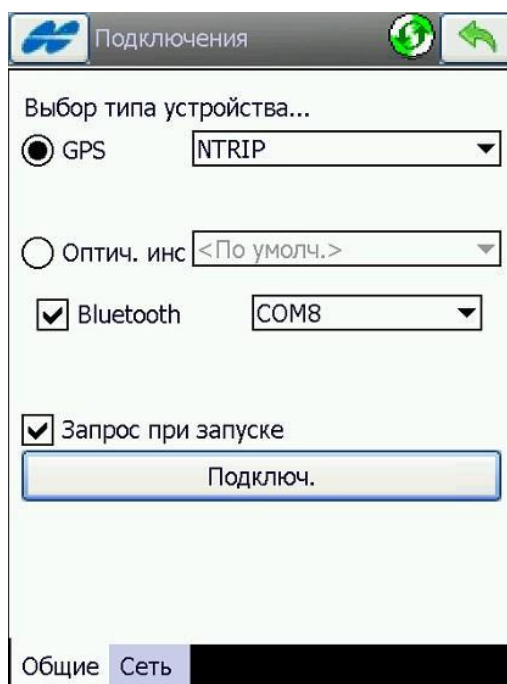 Подключения
Выбор типа устройства...
GPS NTRIP
Оптич. инс <По умолч.>
Bluetooth COM8
Запрос при запуске
Подключ.
Общие Сеть